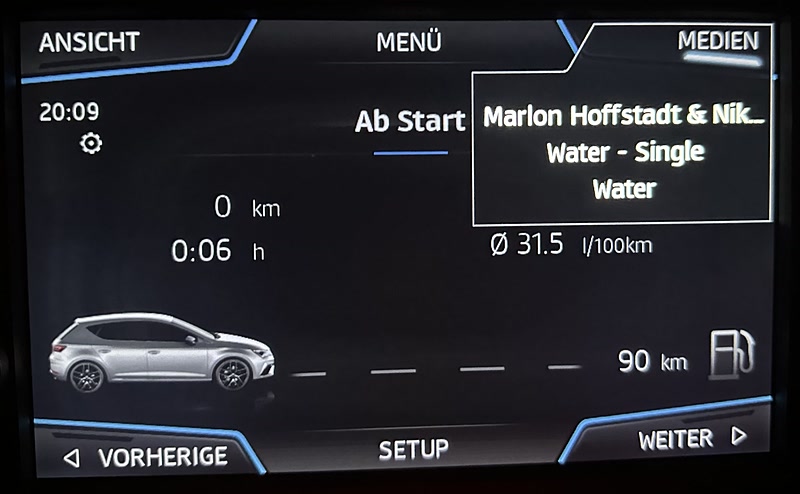 ANSICHT
MENÜ
MEDIEN
20:09
Ab Start
Marlon Hoffstadt & Nik...
Water - Single
Water
0 km
0:06 h
Ø 31.5 l/100km
90 km
VORHERIGE
SETUP
WEITER